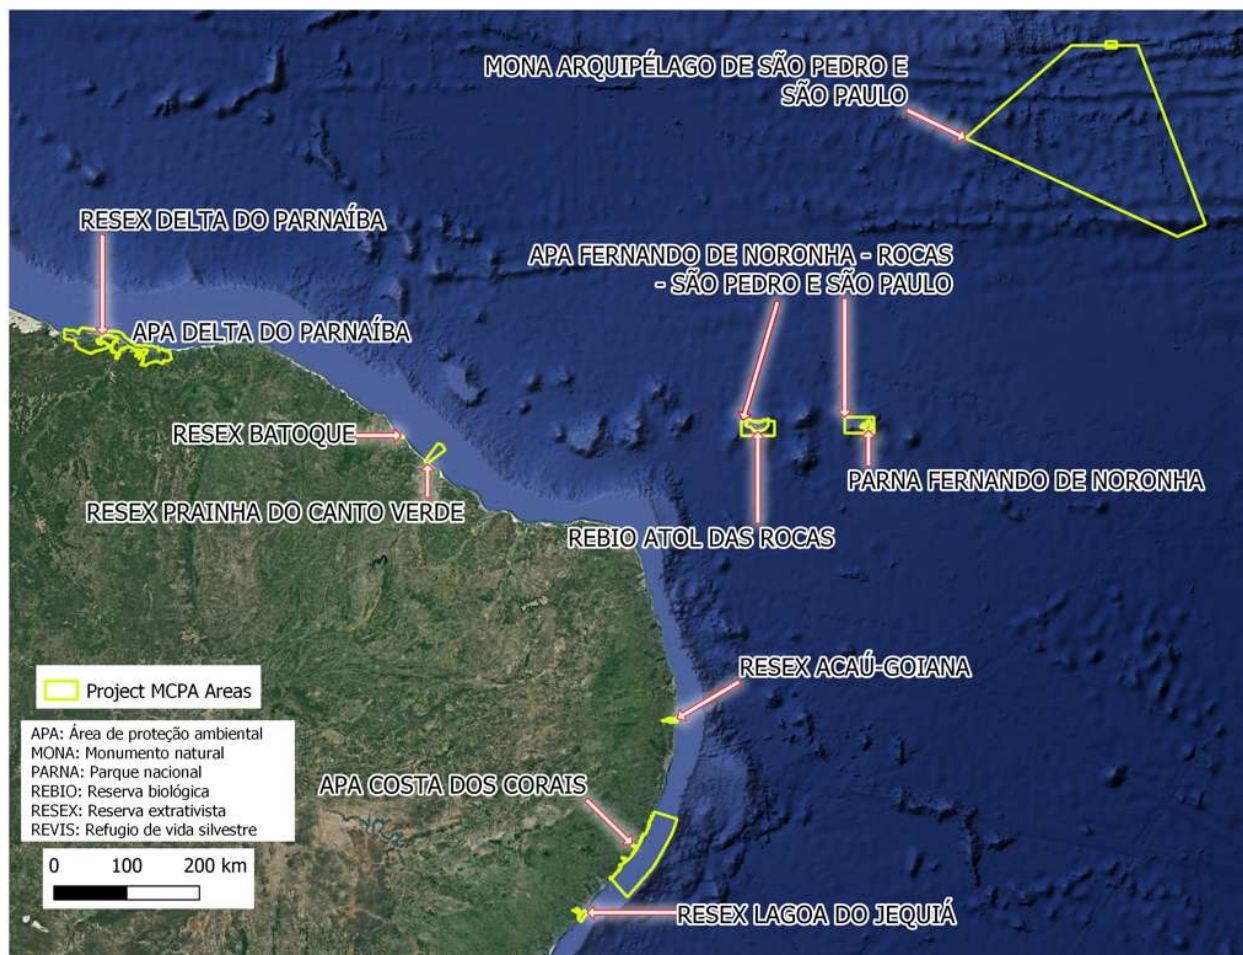 MONA ARQUIPÉLAGO DE SÃO PEDRO E
SÃO PAULO
RESEX DELTA DO PARNAÍBA
APA FERNANDO DE NORONHA - ROCAS
- SÃO PEDRO E SÃO PAULO
APA DELTA DO PARNAÍBA
RESEX BATOQUE
PARNA FERNANDO DE NORONHA
RESEX PRAINHA DO CANTO VERDE
REBIO ATOL DAS ROCAS
RESEX ACAÚ-GOIANA
Project MCPA Areas
APA: Área de proteção ambiental
MONA: Monumento natural
PARNA: Parque nacional
REBIO: Reserva biológica
RESEX: Reserva extrativista
REVIS: Refugio de vida silvestre
APA COSTA DOS CORAIS
0 100 200 km
RESEX LAGOA DO JEQUIÁ